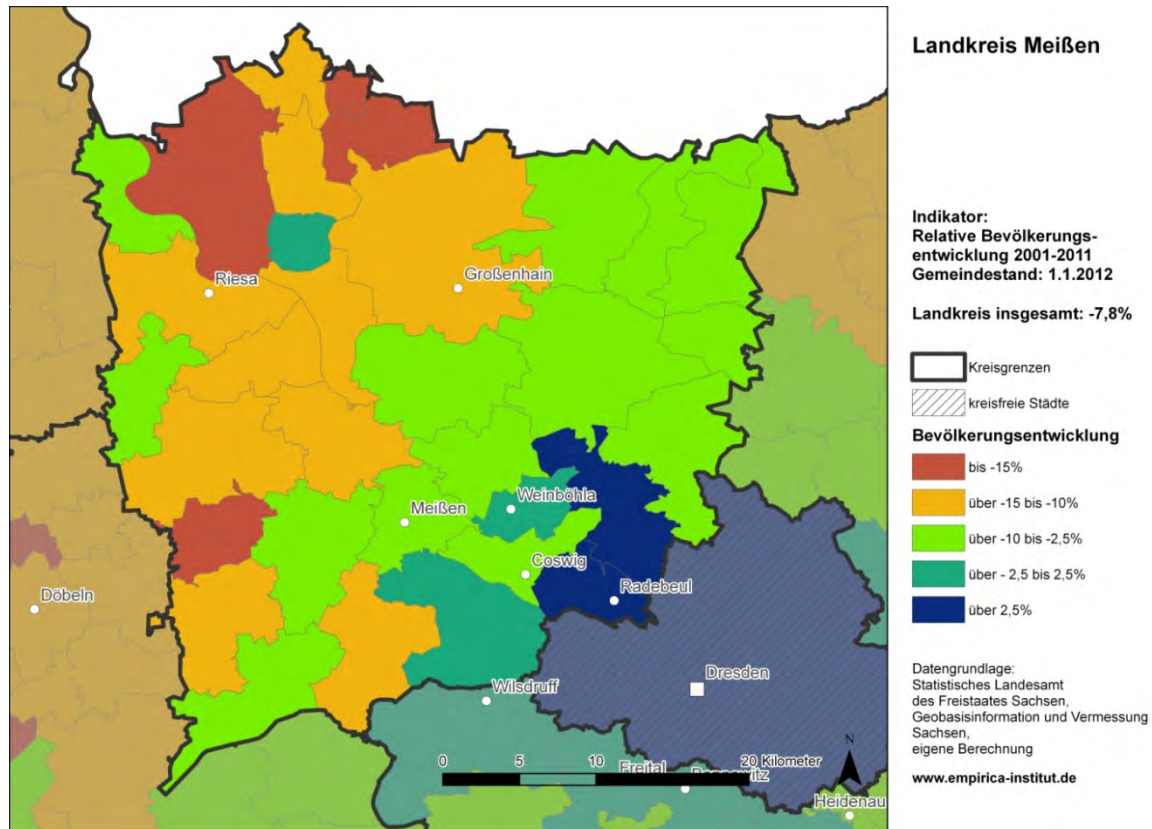 Landkreis Meißen
Indikator:
Relative Bevölkerungs-
entwicklung 2001-2011
Gemeindestand: 1.1.2012
Landkreis insgesamt: -7,8%
Kreisgrenzen
kreisfreie Städte
Bevölkerungsentwicklung
bis -15%
über -15 bis -10%
über -10 bis -2,5%
über - 2,5 bis 2,5%
über 2,5%
Datengrundlage:
Statistisches Landesamt
des Freistaates Sachsen,
Geobasisinformation und Vermessung
Sachsen,
eigene Berechnung
www.empirica-institut.de
Riesa
Großenhain
Meißen
Weinböhla
Coswig
Radebeul
Döbeln
Dresden
Wilsdruff
0 5 10 20 Kilometer
N
Freital
Heidenau